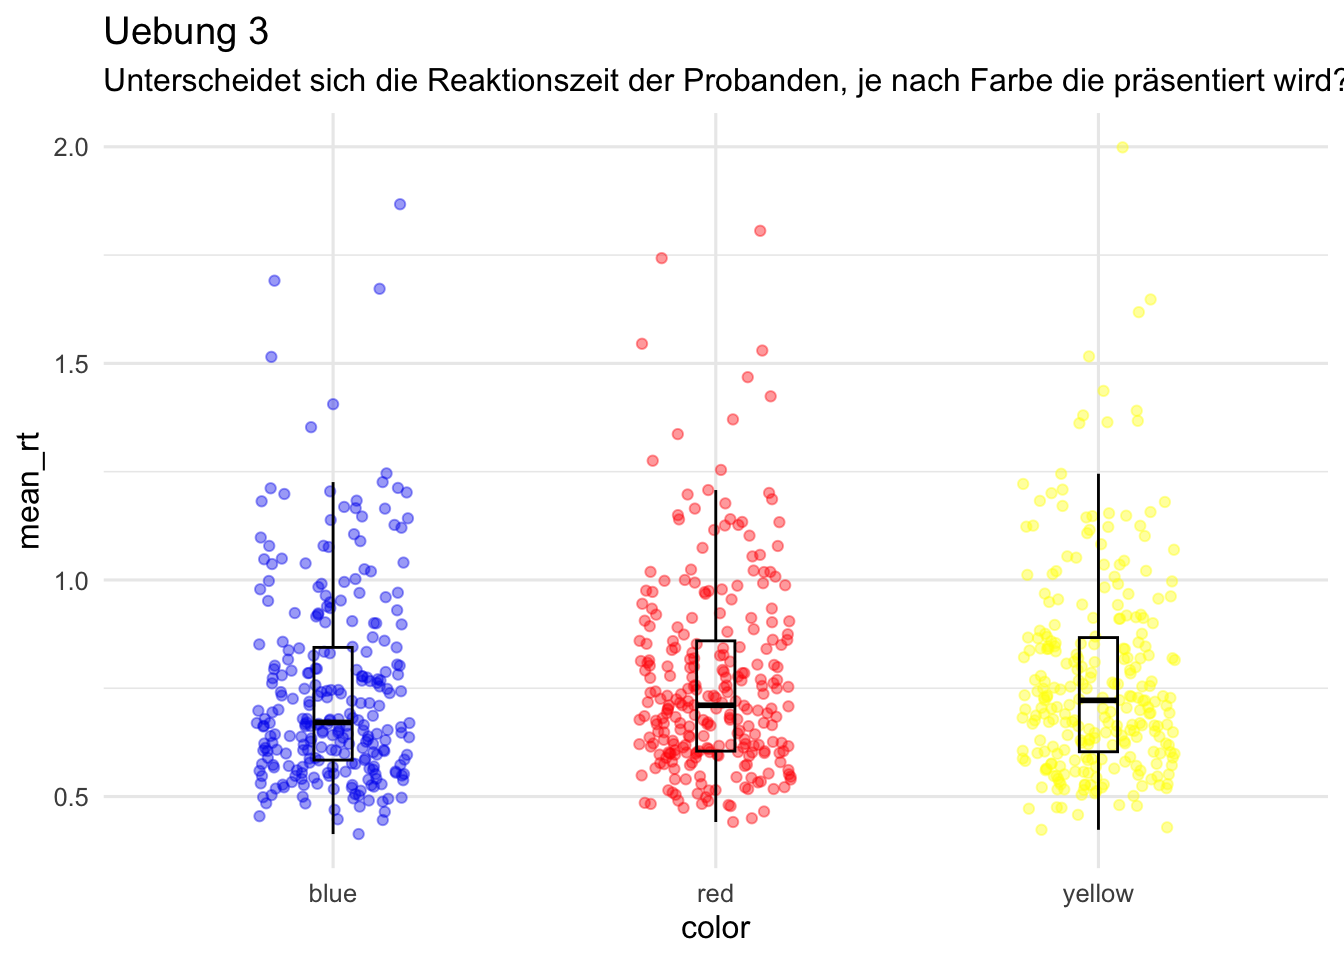 Uebung 3
Unterscheidet sich die Reaktionszeit der Probanden, je nach Farbe die präsentiert wird?
2.0
1.5
1.0
0.5
mean_rt
blue red yellow
color